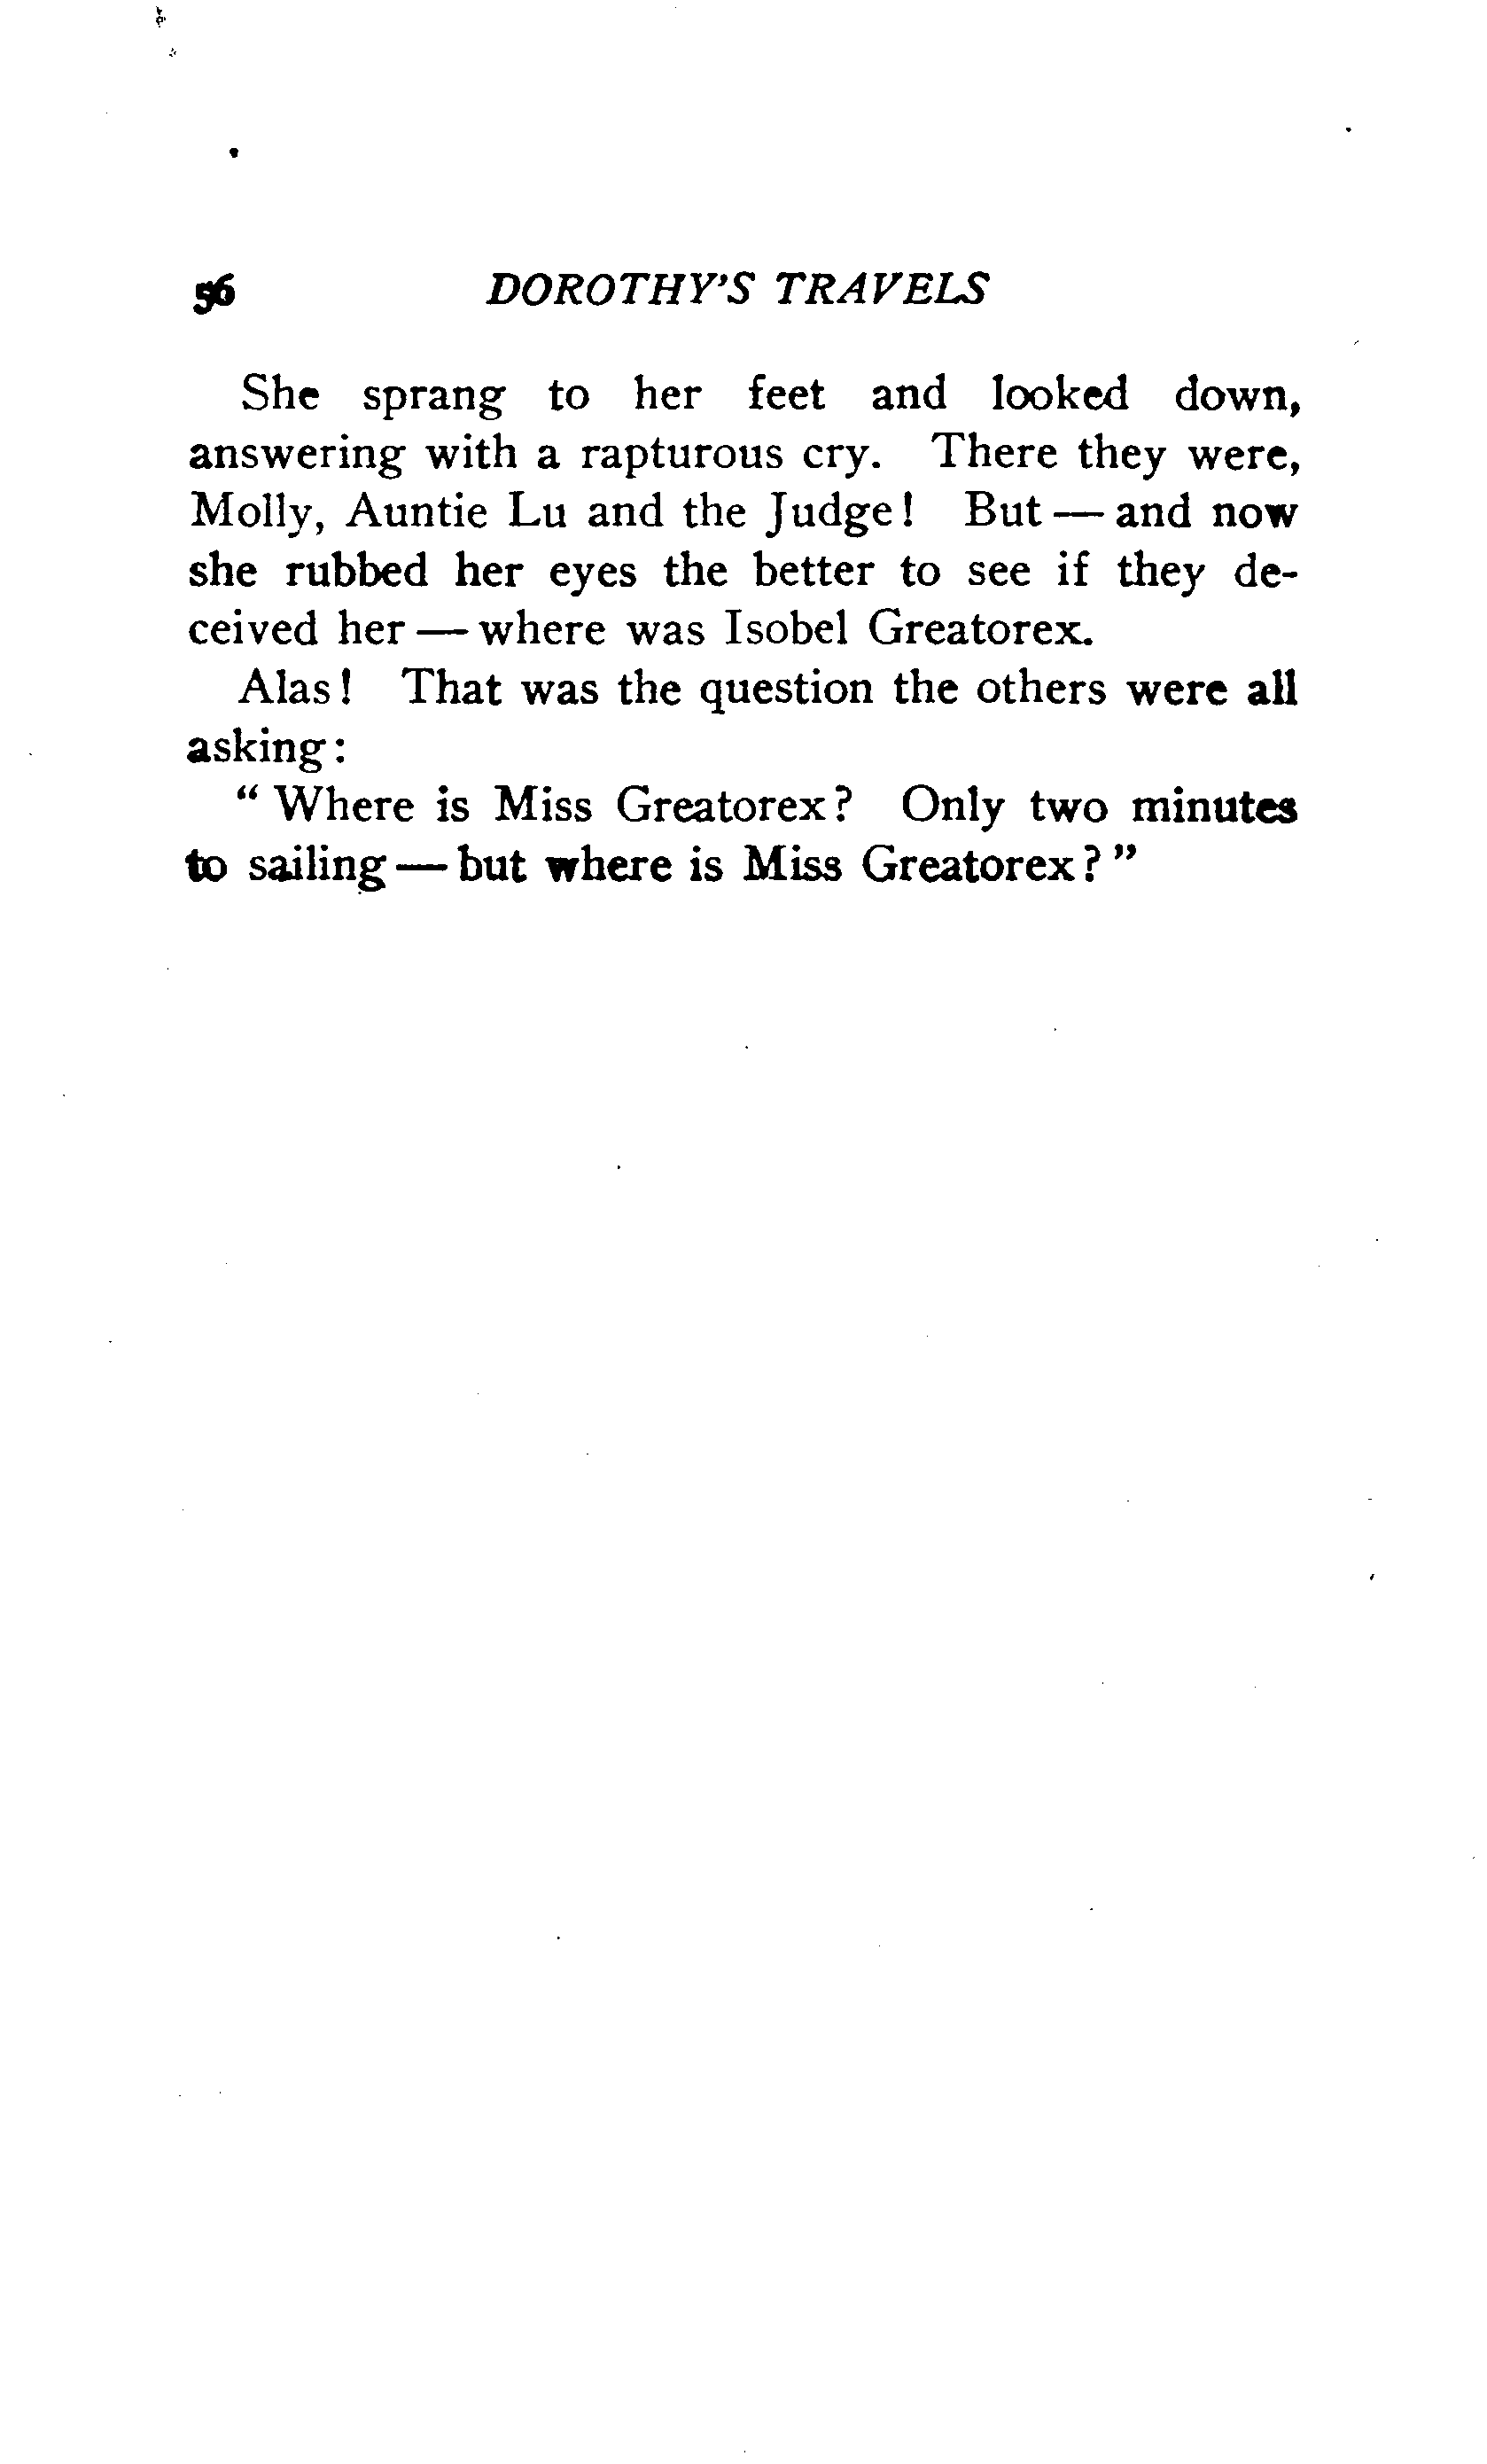 56 DOROTHY'S TRAVELS
She sprang to her feet and looked down,
answering with a rapturous cry. There they were,
Molly, Auntie Lu and the Judge! But — and now
she rubbed her eyes the better to see if they de-
ceived her — where was Isobel Greatorex.
Alas! That was the question the others were all
asking:
" Where is Miss Greatorex? Only two minutes
to sailing — but where is Miss Greatorex? "